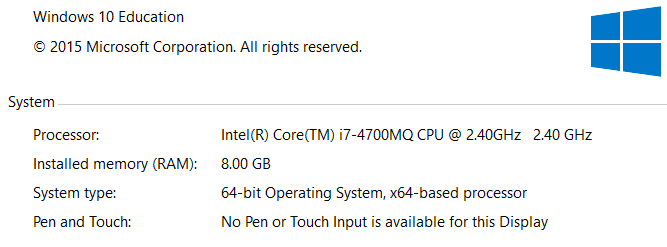 Windows 10 Education
© 2015 Microsoft Corporation. All rights reserved.
System
Processor: Intel(R) Core(TM) i7-4700MQ CPU @ 2.40GHz 2.40 GHz
Installed memory (RAM): 8.00 GB
System type: 64-bit Operating System, x64-based processor
Pen and Touch: No Pen or Touch Input is available for this Display